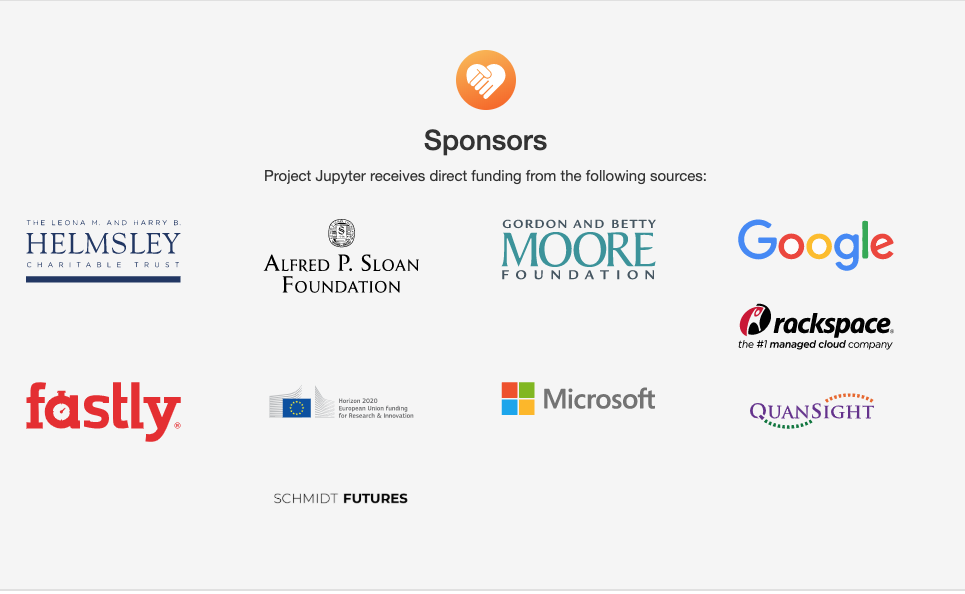 Sponsors
Project Jupyter receives direct funding from the following sources:
THE LEONA M. AND HARRY B.
HELMSLEY
CHARITABLE TRUST
ALFRED P. SLOAN
FOUNDATION
GORDON AND BETTY
MOORE
FOUNDATION
Google
rackspace®
the #1 managed cloud company
fastly®
Horizon 2020
European Union funding
for Research & Innovation
Microsoft
QUANSIGHT
SCHMIDT FUTURES